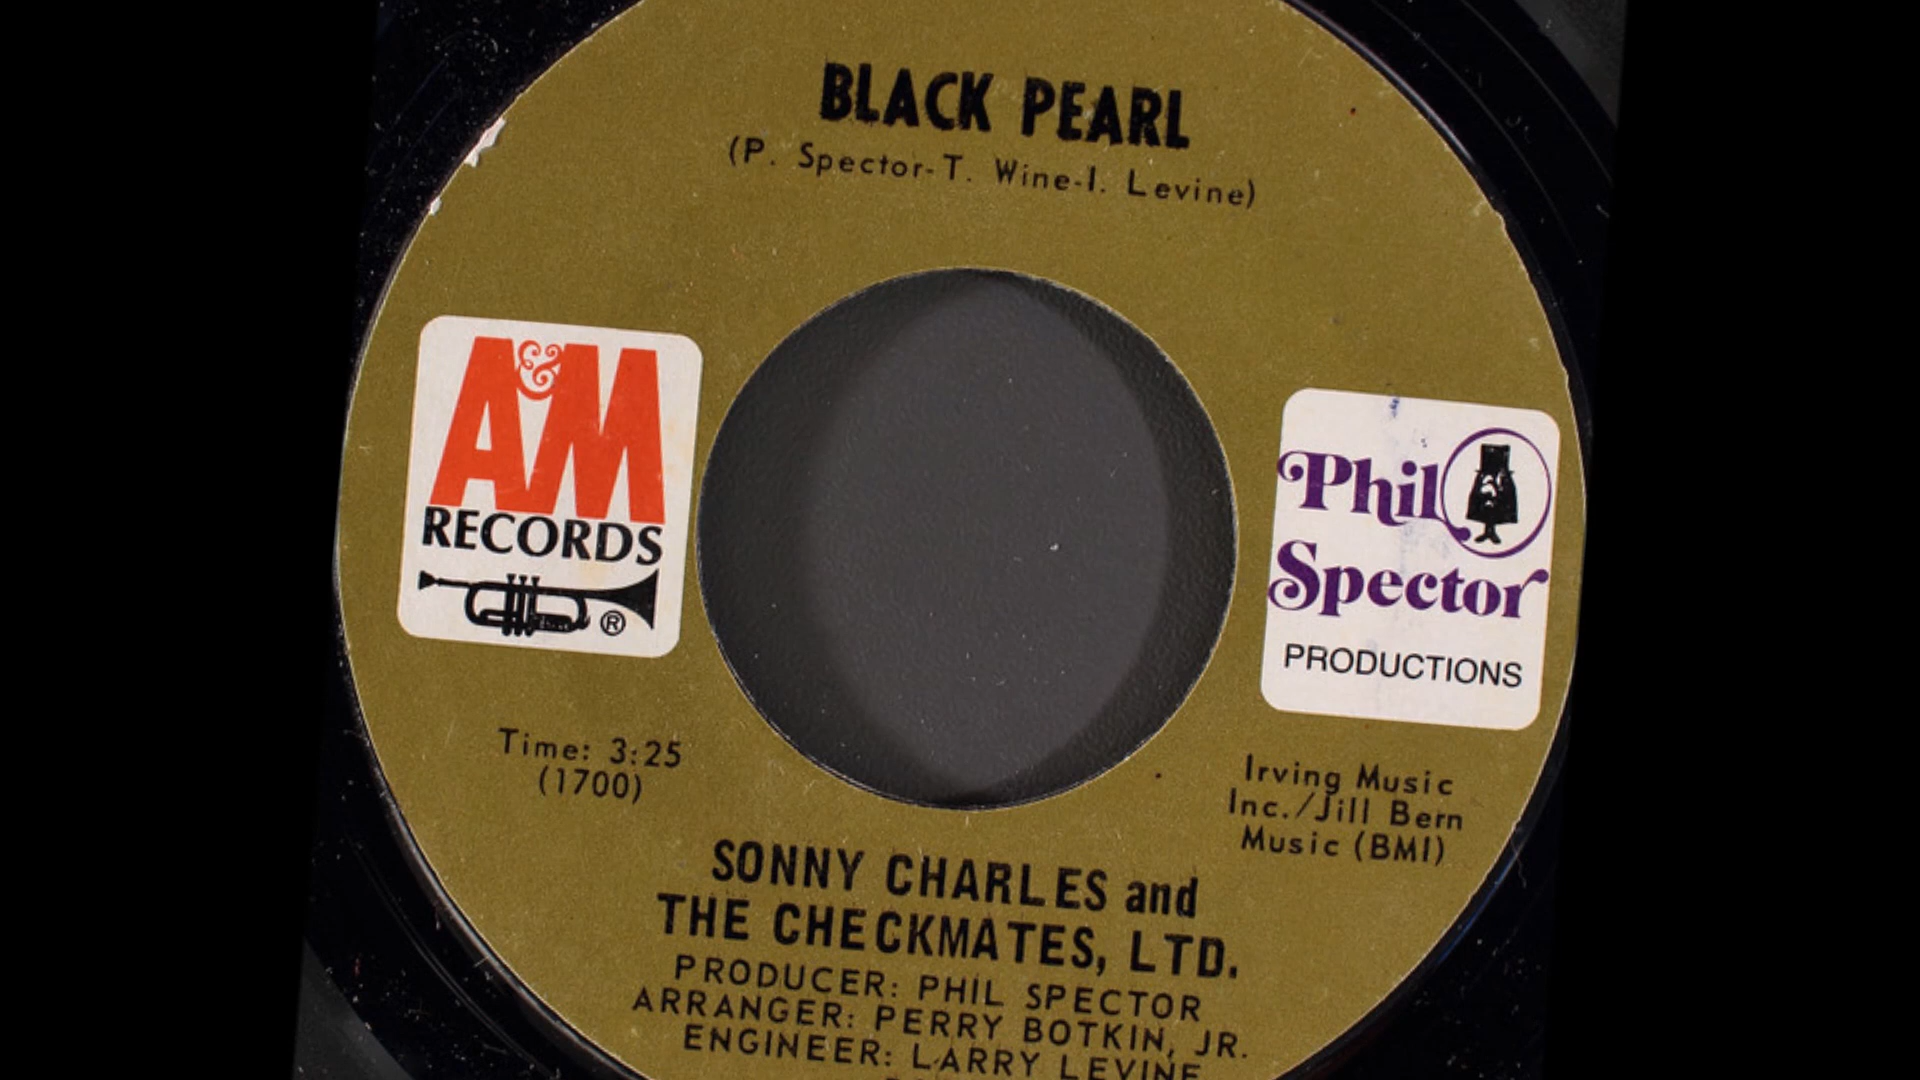 BLACK PEARL
(P. Spector-T. Wine-I. Levine)
A&M
RECORDS
®
Phil
Spector
PRODUCTIONS
Time: 3:25
(1700)
Irving Music
Inc./Jill Bern
Music (BMI)
SONNY CHARLES and
THE CHECKMATES, LTD.
PRODUCER: PHIL SPECTOR
ARRANGER: PERRY BOTKIN, JR.
ENGINEER: LARRY LEVINE